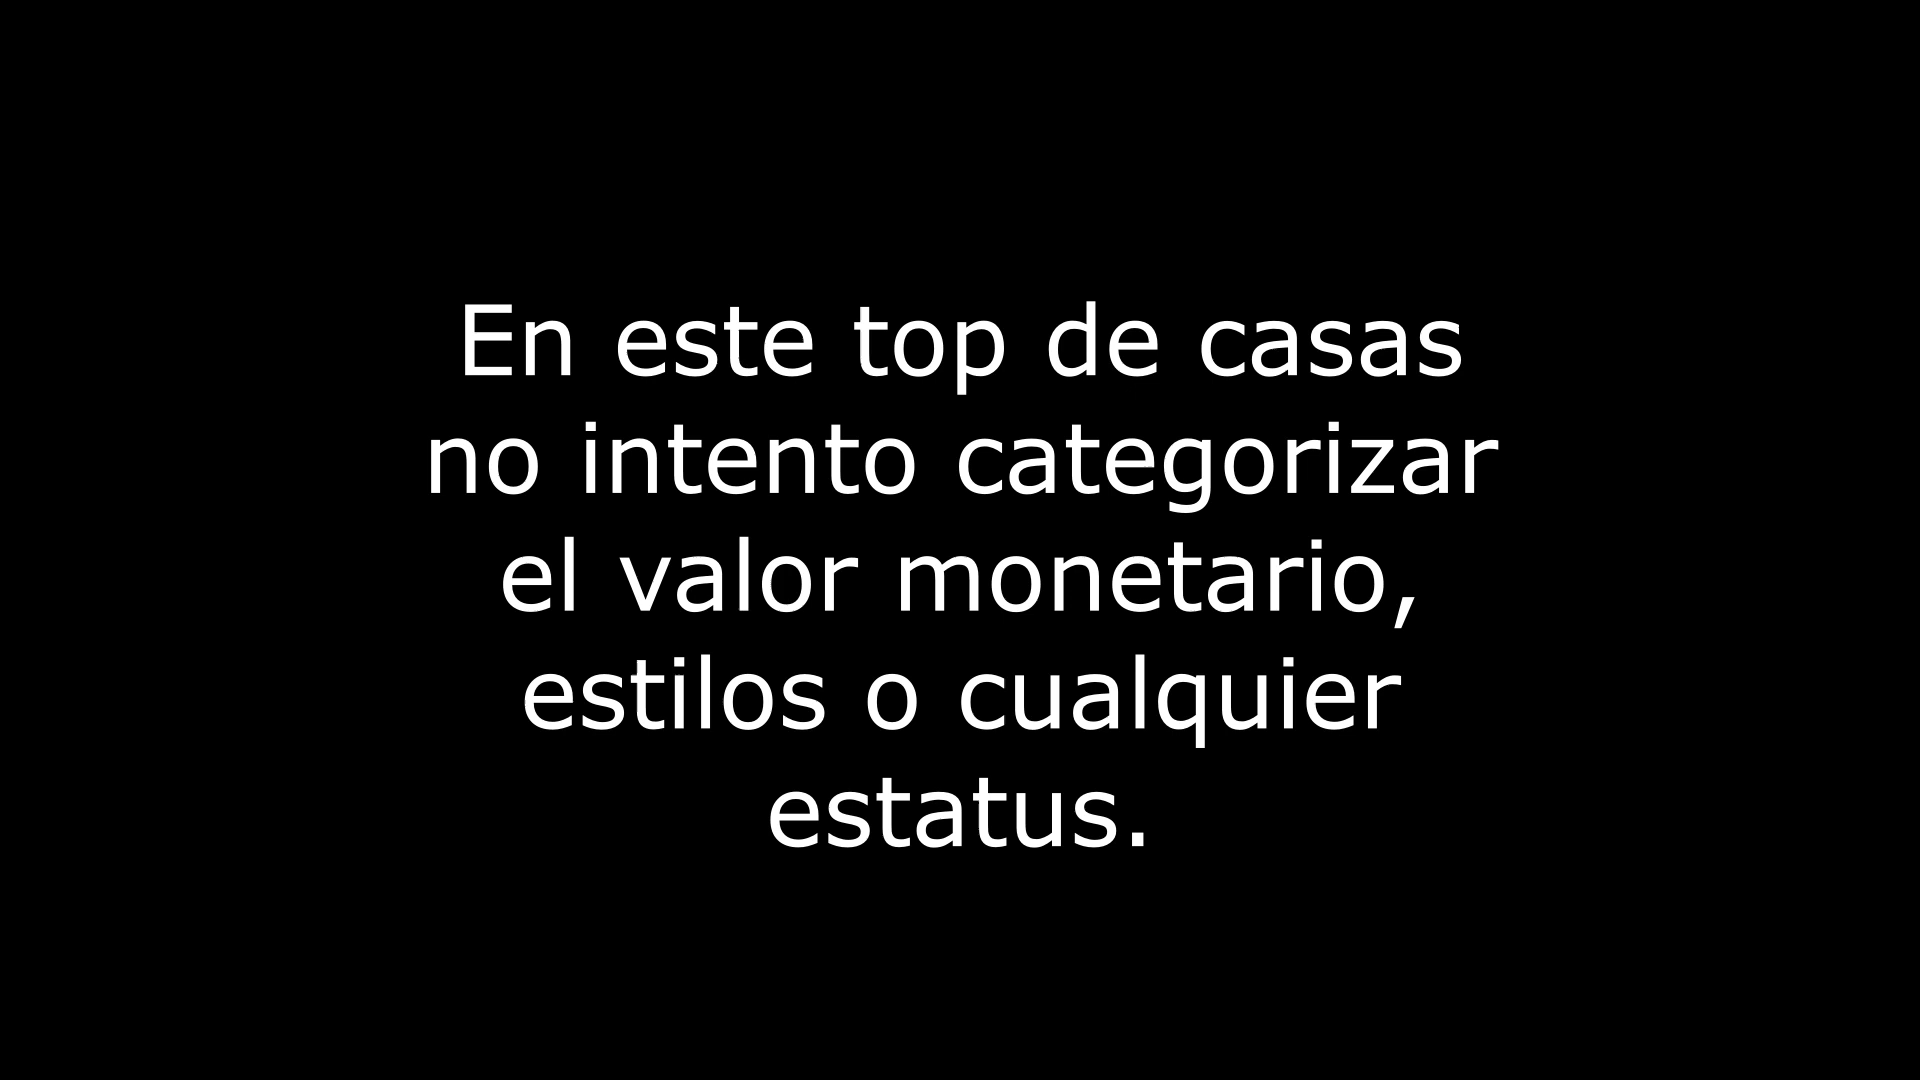 En este top de casas
no intento categorizar
el valor monetario,
estilos o cualquier
estatus.